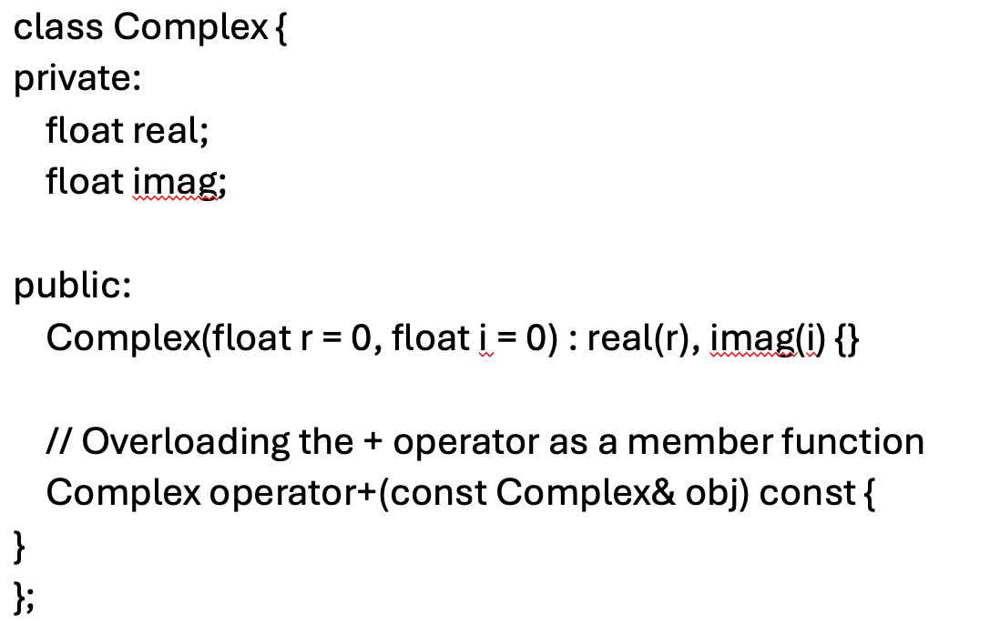 class Complex {
private:
float real;
float imag;
public:
Complex(float r = 0, float i = 0) : real(r), imag(i) {}
// Overloading the + operator as a member function
Complex operator+(const Complex& obj) const {
}
};